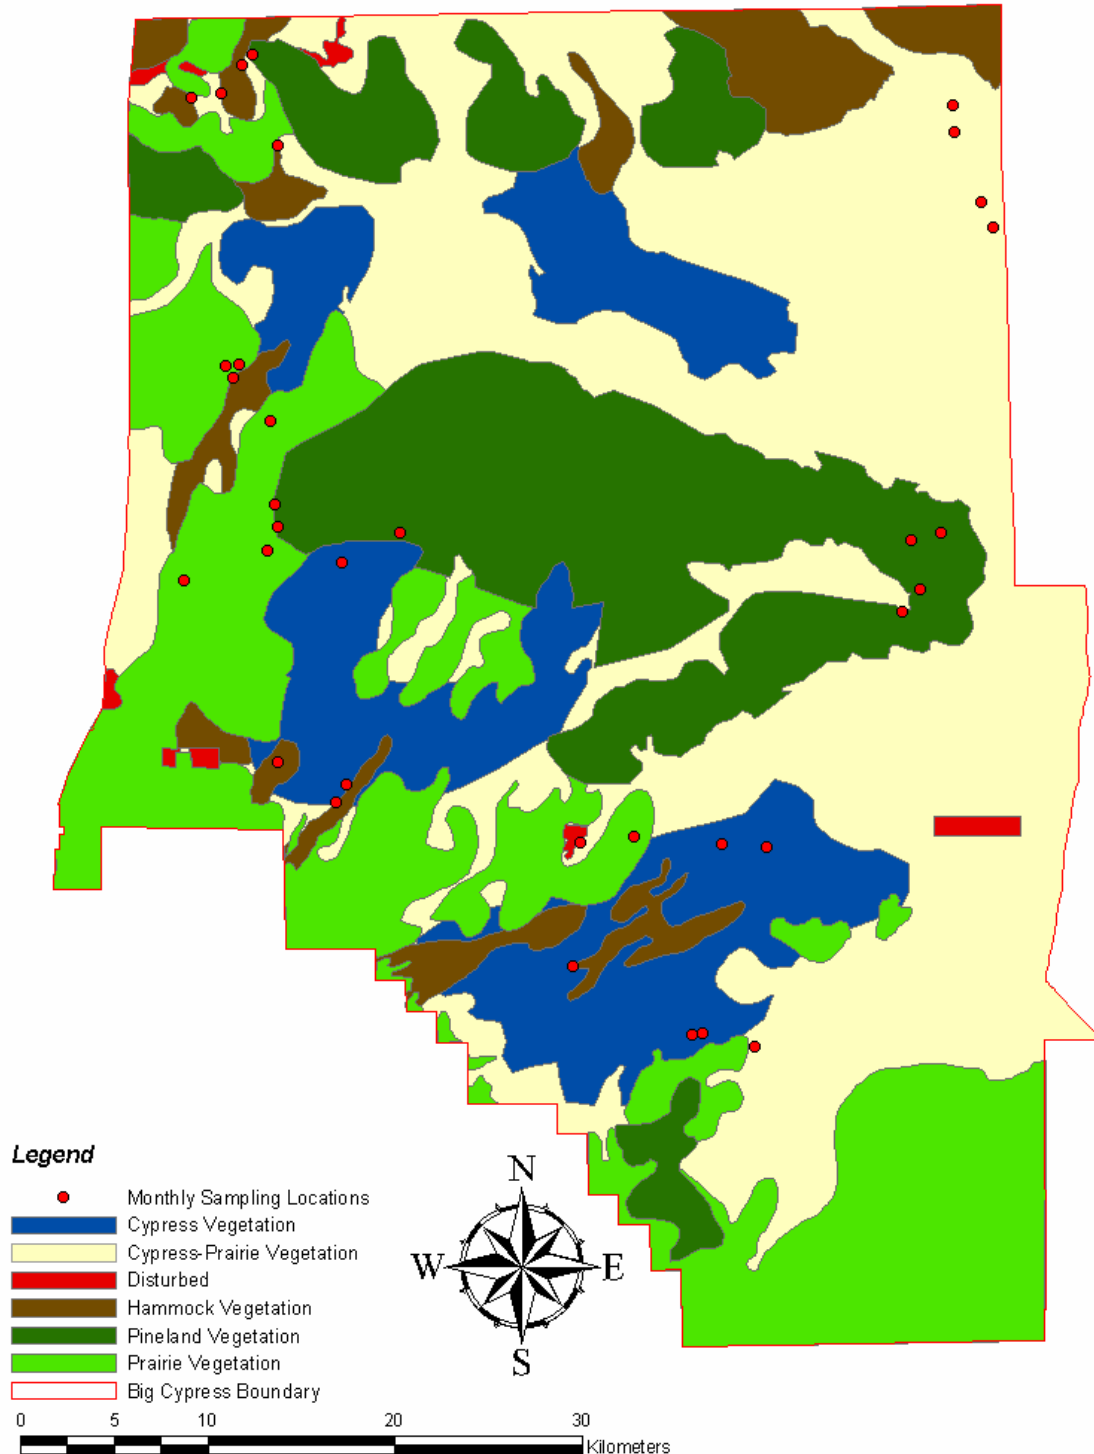 Legend
Monthly Sampling Locations
Cypress Vegetation
Cypress-Prairie Vegetation
Disturbed
Hammock Vegetation
Pineland Vegetation
Prairie Vegetation
Big Cypress Boundary
N
W E
S
0 5 10 20 30
Kilometers